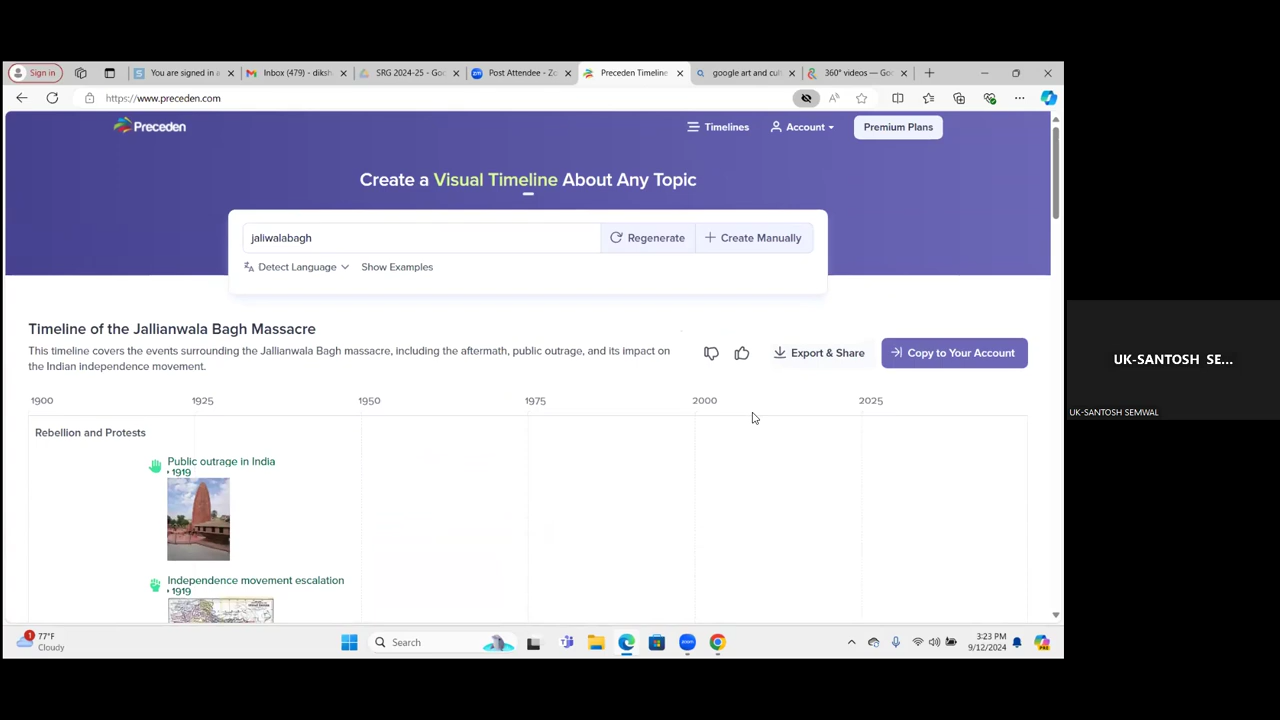 Sign in
You are signed in a
Inbox (479) - diksh
SRG 2024-25 - Goo
Post Attendee - Zo
Preceden Timeline
google art and cul
360° videos — Goo
https://www.preceden.com
Preceden
Timelines
Account
Premium Plans
Create a Visual Timeline About Any Topic
jaliwalabagh
Regenerate
Create Manually
Detect Language
Show Examples
Timeline of the Jallianwala Bagh Massacre
This timeline covers the events surrounding the Jallianwala Bagh massacre, including the aftermath, public outrage, and its impact on
the Indian independence movement.
Export & Share
Copy to Your Account
1900 1925 1950 1975 2000 2025
Rebellion and Protests
Public outrage in India
• 1919
Independence movement escalation
• 1919
UK-SANTOSH SE...
UK-SANTOSH SEMWAL
1
77°F
Cloudy
Search
3:23 PM
9/12/2024